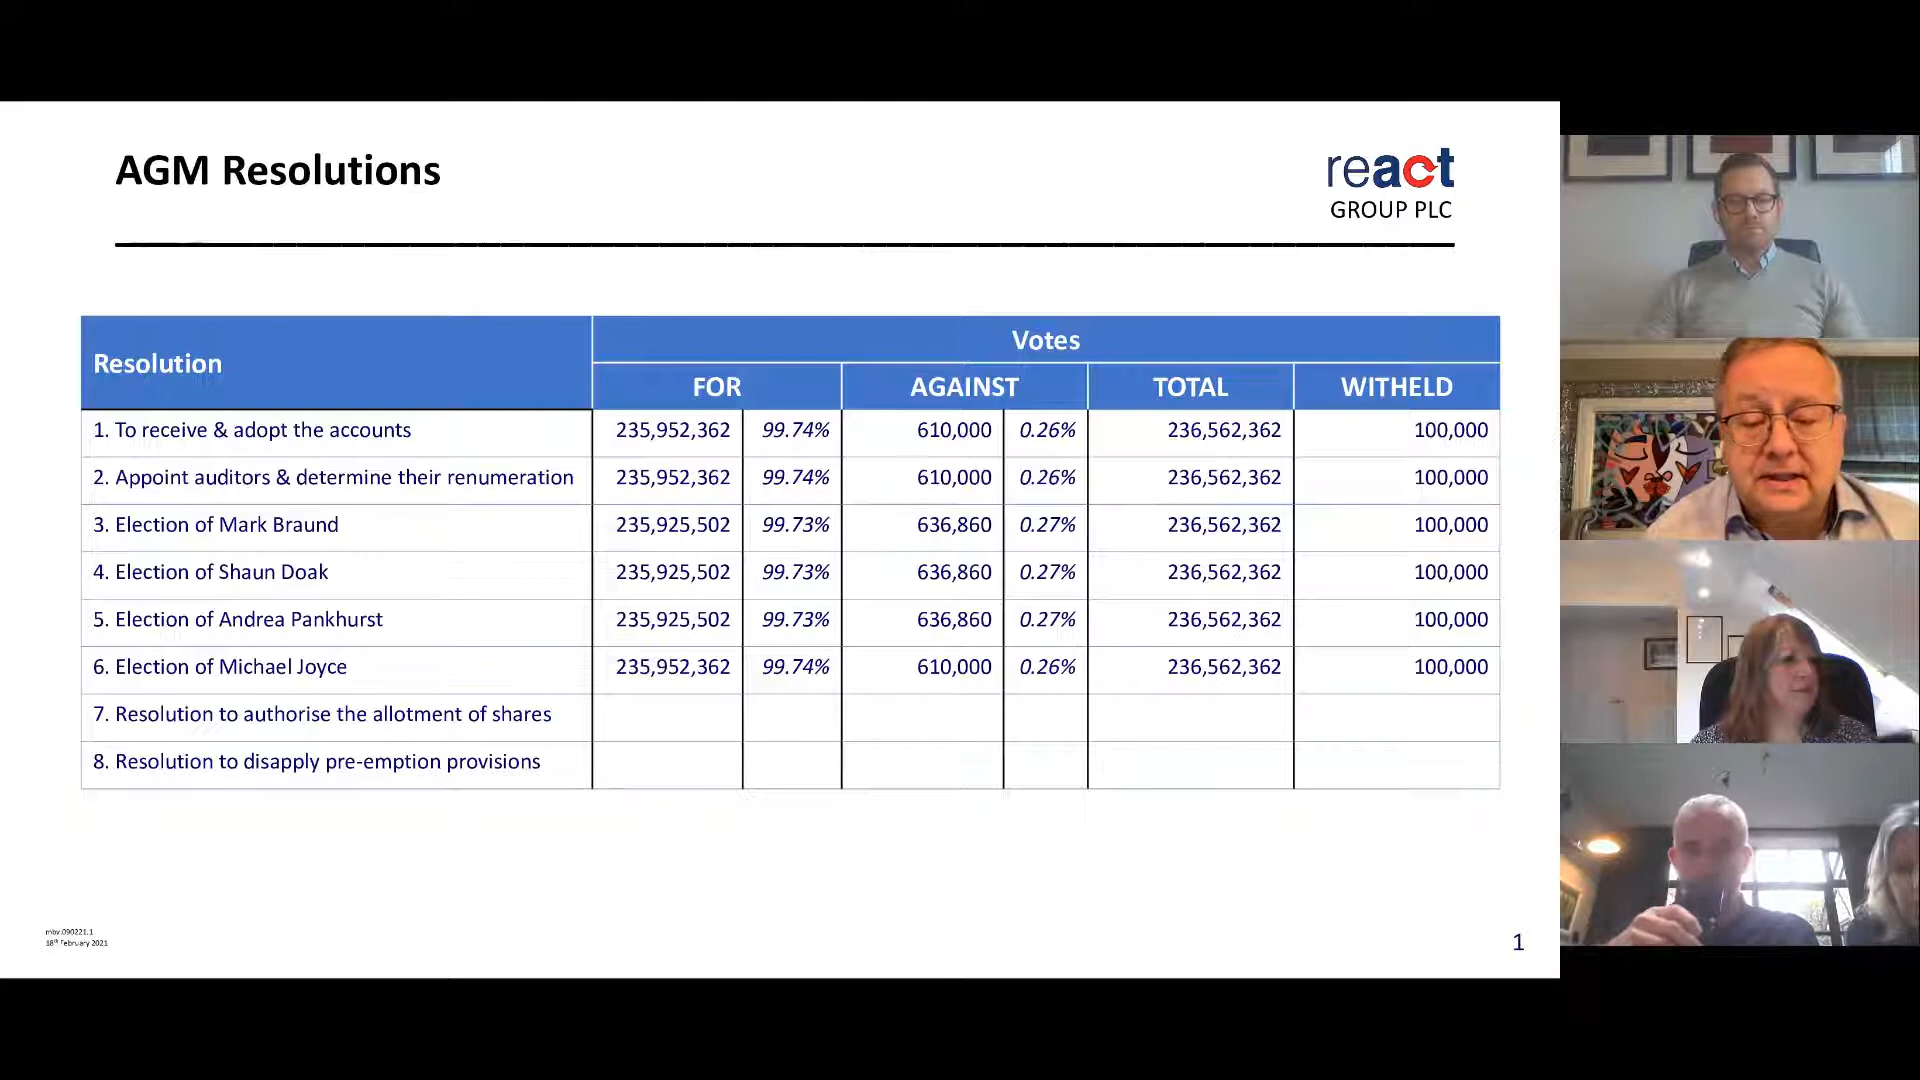 AGM Resolutions
react
GROUP PLC
Resolution
Votes
FOR AGAINST TOTAL WITHELD
1. To receive & adopt the accounts 235,952,362 99.74% 610,000 0.26% 236,562,362 100,000
2. Appoint auditors & determine their renumeration 235,952,362 99.74% 610,000 0.26% 236,562,362 100,000
3. Election of Mark Braund 235,925,502 99.73% 636,860 0.27% 236,562,362 100,000
4. Election of Shaun Doak 235,925,502 99.73% 636,860 0.27% 236,562,362 100,000
5. Election of Andrea Pankhurst 235,925,502 99.73% 636,860 0.27% 236,562,362 100,000
6. Election of Michael Joyce 235,952,362 99.74% 610,000 0.26% 236,562,362 100,000
7. Resolution to authorise the allotment of shares
8. Resolution to disapply pre-emption provisions
mbv.090221.1
18th February 2021
1